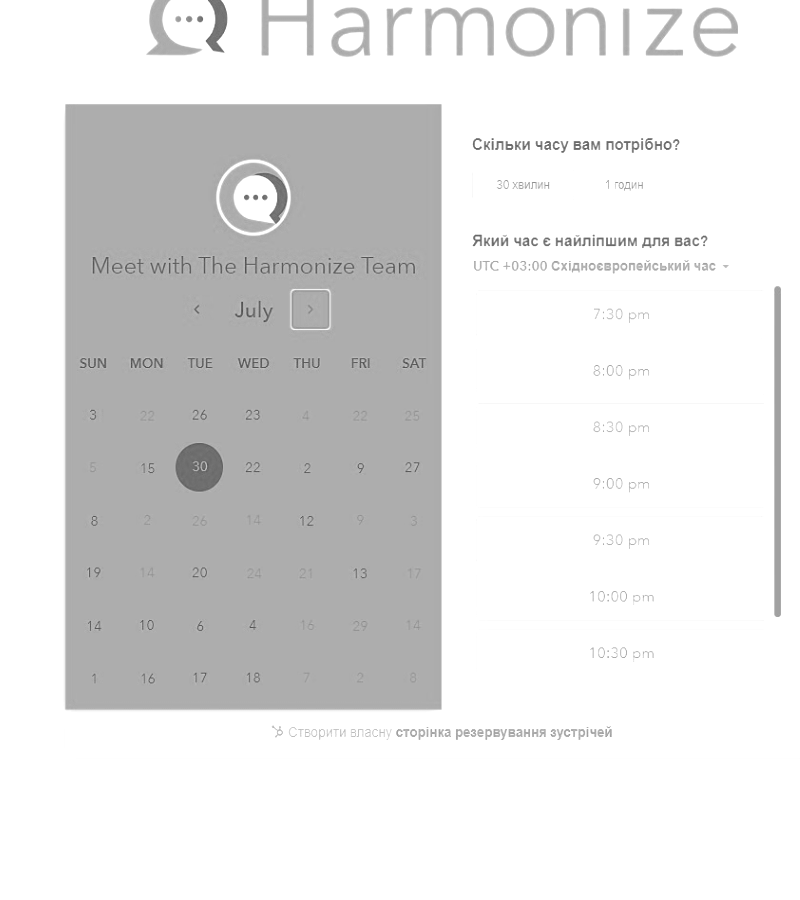 Harmonize
Meet with The Harmonize Team
July
SUN MON TUE WED THU FRI SAT
3 22 26 23 4 22 25
5 15 30 22 2 9 27
8 2 26 14 12 9 3
19 14 20 24 21 13 17
14 10 6 4 16 29 14
1 16 17 18 7 2 8
Скільки часу вам потрібно?
30 хвилин 1 годин
Який час є найліпшим для вас?
UTC +03:00 Східноєвропейський час
7:30 pm
8:00 pm
8:30 pm
9:00 pm
9:30 pm
10:00 pm
10:30 pm
Створити власну сторінка резервування зустрічей